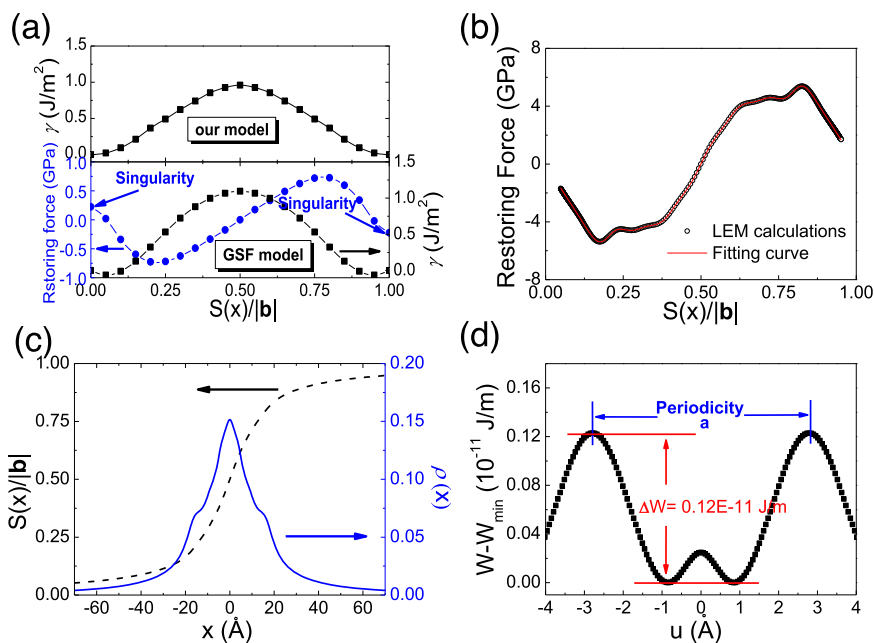 (a)
γ (J/m²)
1.5
1.0
0.5
0.0
our model
Rstoring force (GPa)
1.0
0.5
0.0
-0.5
-1.0
Singularity
Singularity
GSF model
1.5
1.0
0.5
0.0
γ (J/m²)
0.00 0.25 0.50 0.75 1.00
S(x)/|b|
(b)
Restoring Force (GPa)
8
4
0
-4
-8
LEM calculations
Fitting curve
0.00 0.25 0.50 0.75 1.00
S(x)/|b|
(c)
S(x)/|b|
1.00
0.75
0.50
0.25
0.00
0.20
0.15
0.10
0.05
0.00
ρ (x)
-60 -40 -20 0 20 40 60
x (Å)
(d)
W-Wmin (10⁻¹¹ J/m)
0.16
0.12
0.08
0.04
0.00
Periodicity
a
ΔW= 0.12E-11 J/m
-4 -3 -2 -1 0 1 2 3 4
u (Å)